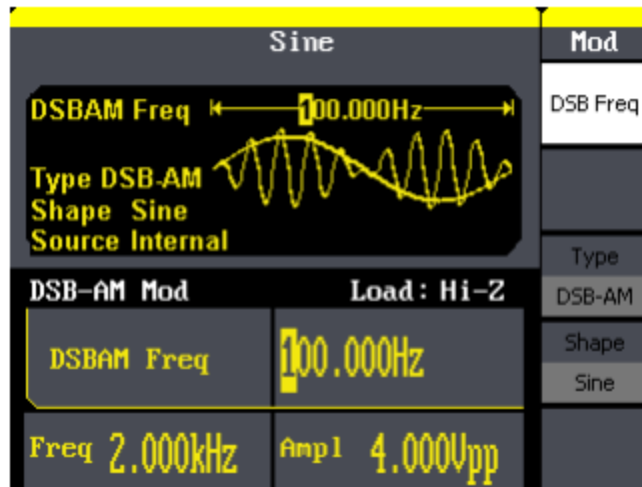 Sine
Mod
DSBAM Freq 100.000Hz
Type DSB-AM
Shape Sine
Source Internal
DSB Freq
Type
DSB-AM
Shape
Sine
DSB-AM Mod Load: Hi-Z
DSBAM Freq 100.000Hz
Freq 2.000kHz Ampl 4.000Vpp